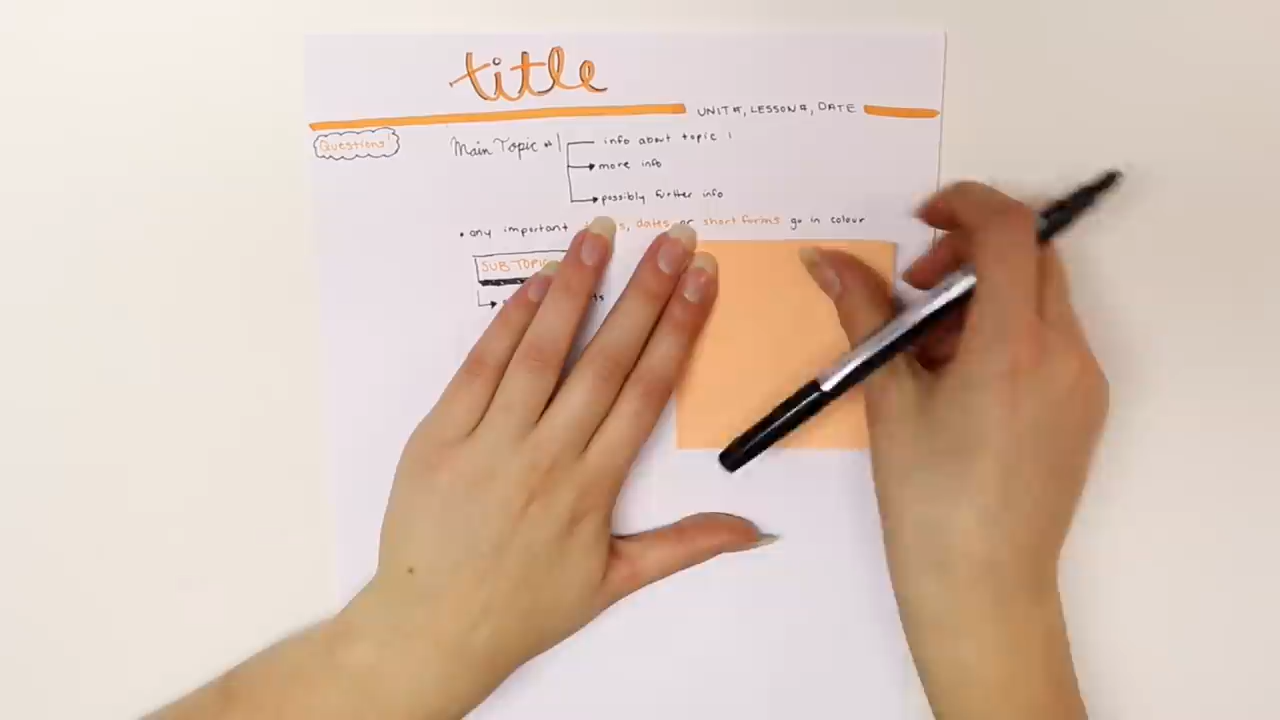 title
UNIT #, LESSON #, DATE
Questions!
Main Topic #1
info about topic 1
more info
possibly further info
• any important dates or short forms go in colour
SUB TOPIC